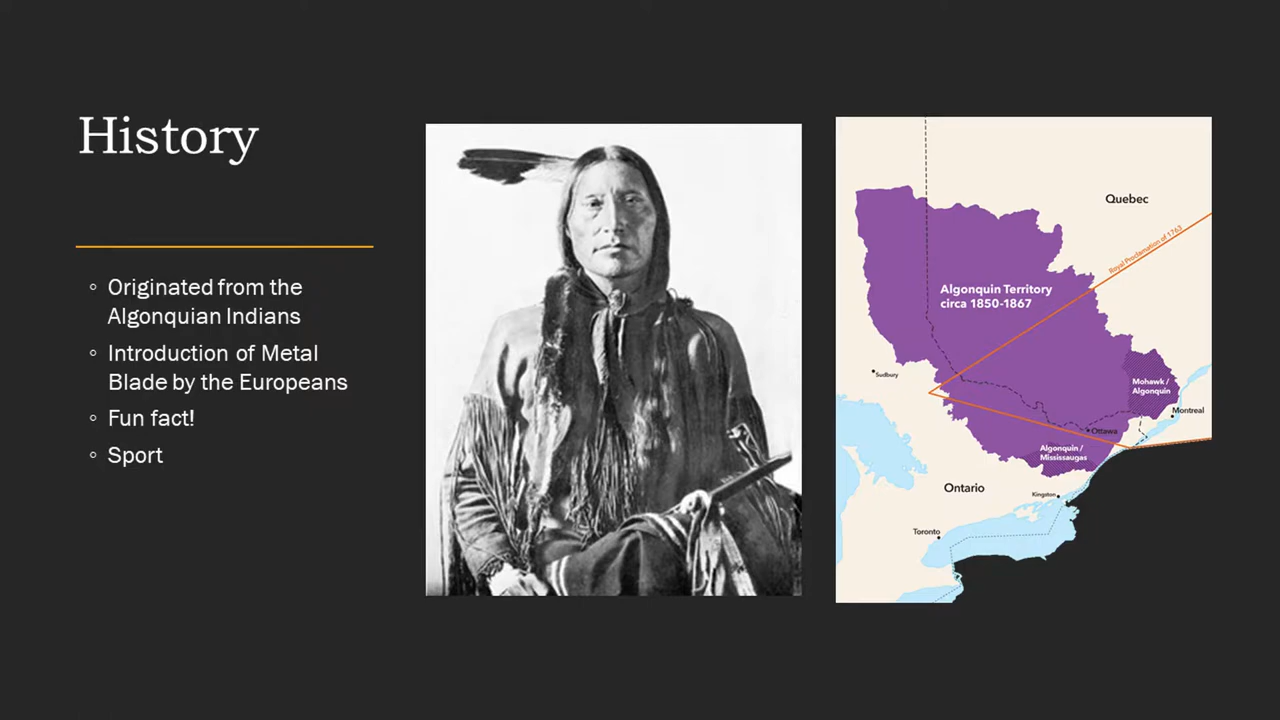 History
Originated from the
Algonquian Indians
Introduction of Metal
Blade by the Europeans
Fun fact!
Sport
Quebec
Royal Proclamation of 1763
Algonquin Territory
circa 1850-1867
Sudbury
Mohawk /
Algonquin
Montreal
Ottawa
Algonquin /
Mississaugas
Ontario
Kingston
Toronto